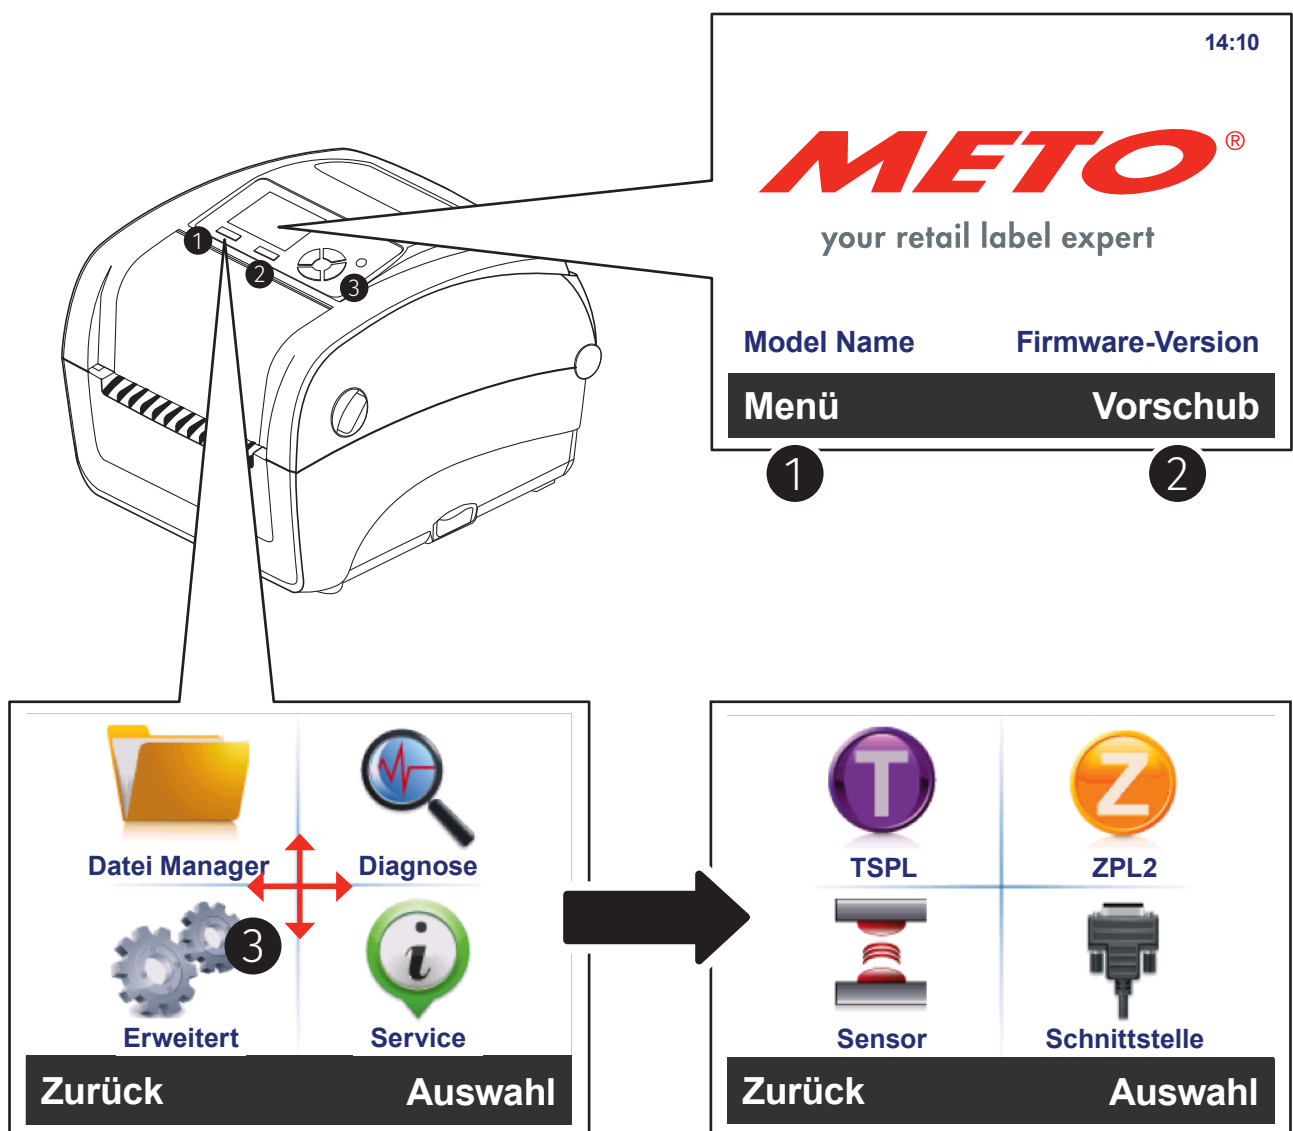 14:10
METO®
your retail label expert
Model Name Firmware-Version
Menü Vorschub
1 2
1
2
3
Datei Manager Diagnose
3
Erweitert Service
Zurück Auswahl
T Z
TSPL ZPL2
Sensor Schnittstelle
Zurück Auswahl